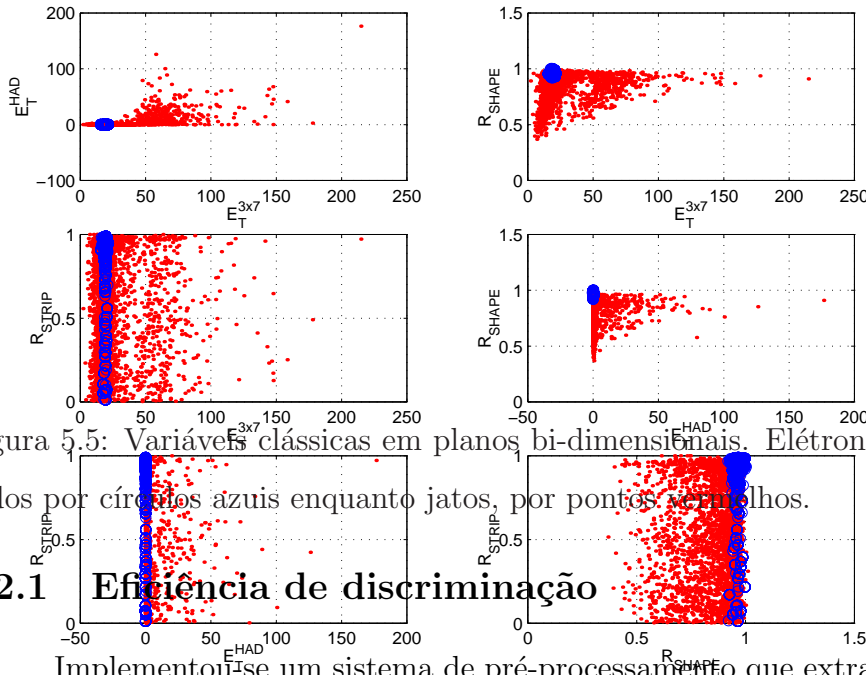 200
100
0
−100
0 50 100 150 200 250
E_T^HAD
E_T^3x7
1.5
1
0.5
0
0 50 100 150 200 250
R_SHAPE
E_T^3x7
1
0.5
0
0 50 100 150 200 250
R_STRIP
E_T^3x7
1.5
1
0.5
0
−50 0 50 100 150 200
R_SHAPE
E_T^HAD
gura 5.5: Variáveis clássicas em planos bi-dimensionais. Elétron
dos por círculos azuis enquanto jatos, por pontos vermelhos.
1
0.5
0
−50 0 50 100 150 200
R_STRIP
E_T^HAD
1
0.5
0
0 0.5 1 1.5
R_STRIP
R_SHAPE
2.1 Eficiência de discriminação
Implementou-se um sistema de pré-processamento que extra